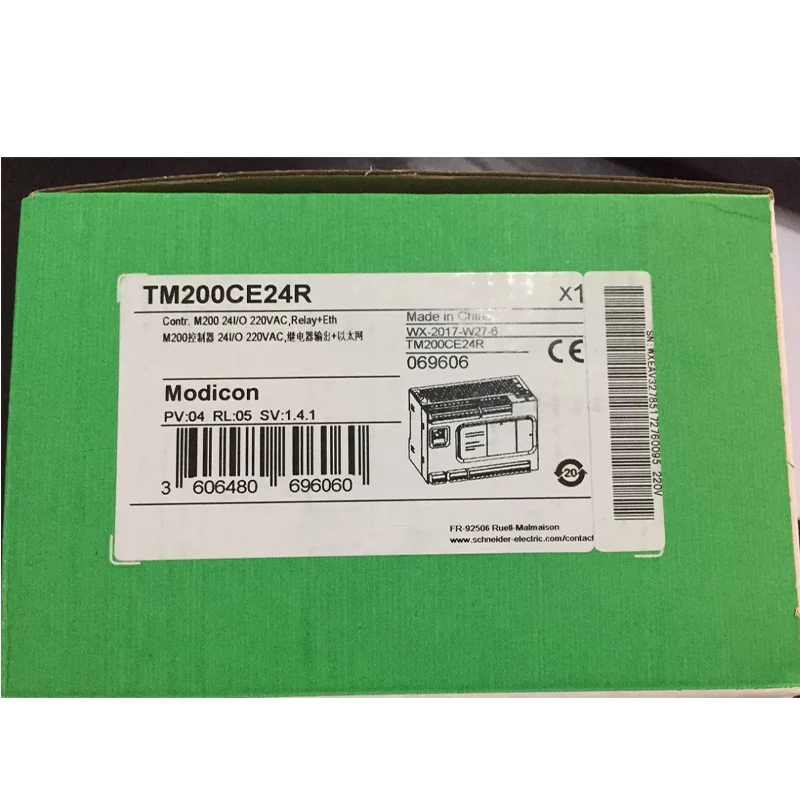 TM200CE24R
x1
Contr. M200 24I/O 220VAC,Relay+Eth
M200控制器 24I/O 220VAC,继电器输出+以太网
Made in China
WX-2017-W27-6
TM200CE24R
069606
CE
Modicon
PV:04 RL:05 SV:1.4.1
3 606480 696060
20
FR-92506 Rueil-Malmaison
www.schneider-electric.com/contact
SN:WXEAV32785172760095 220V